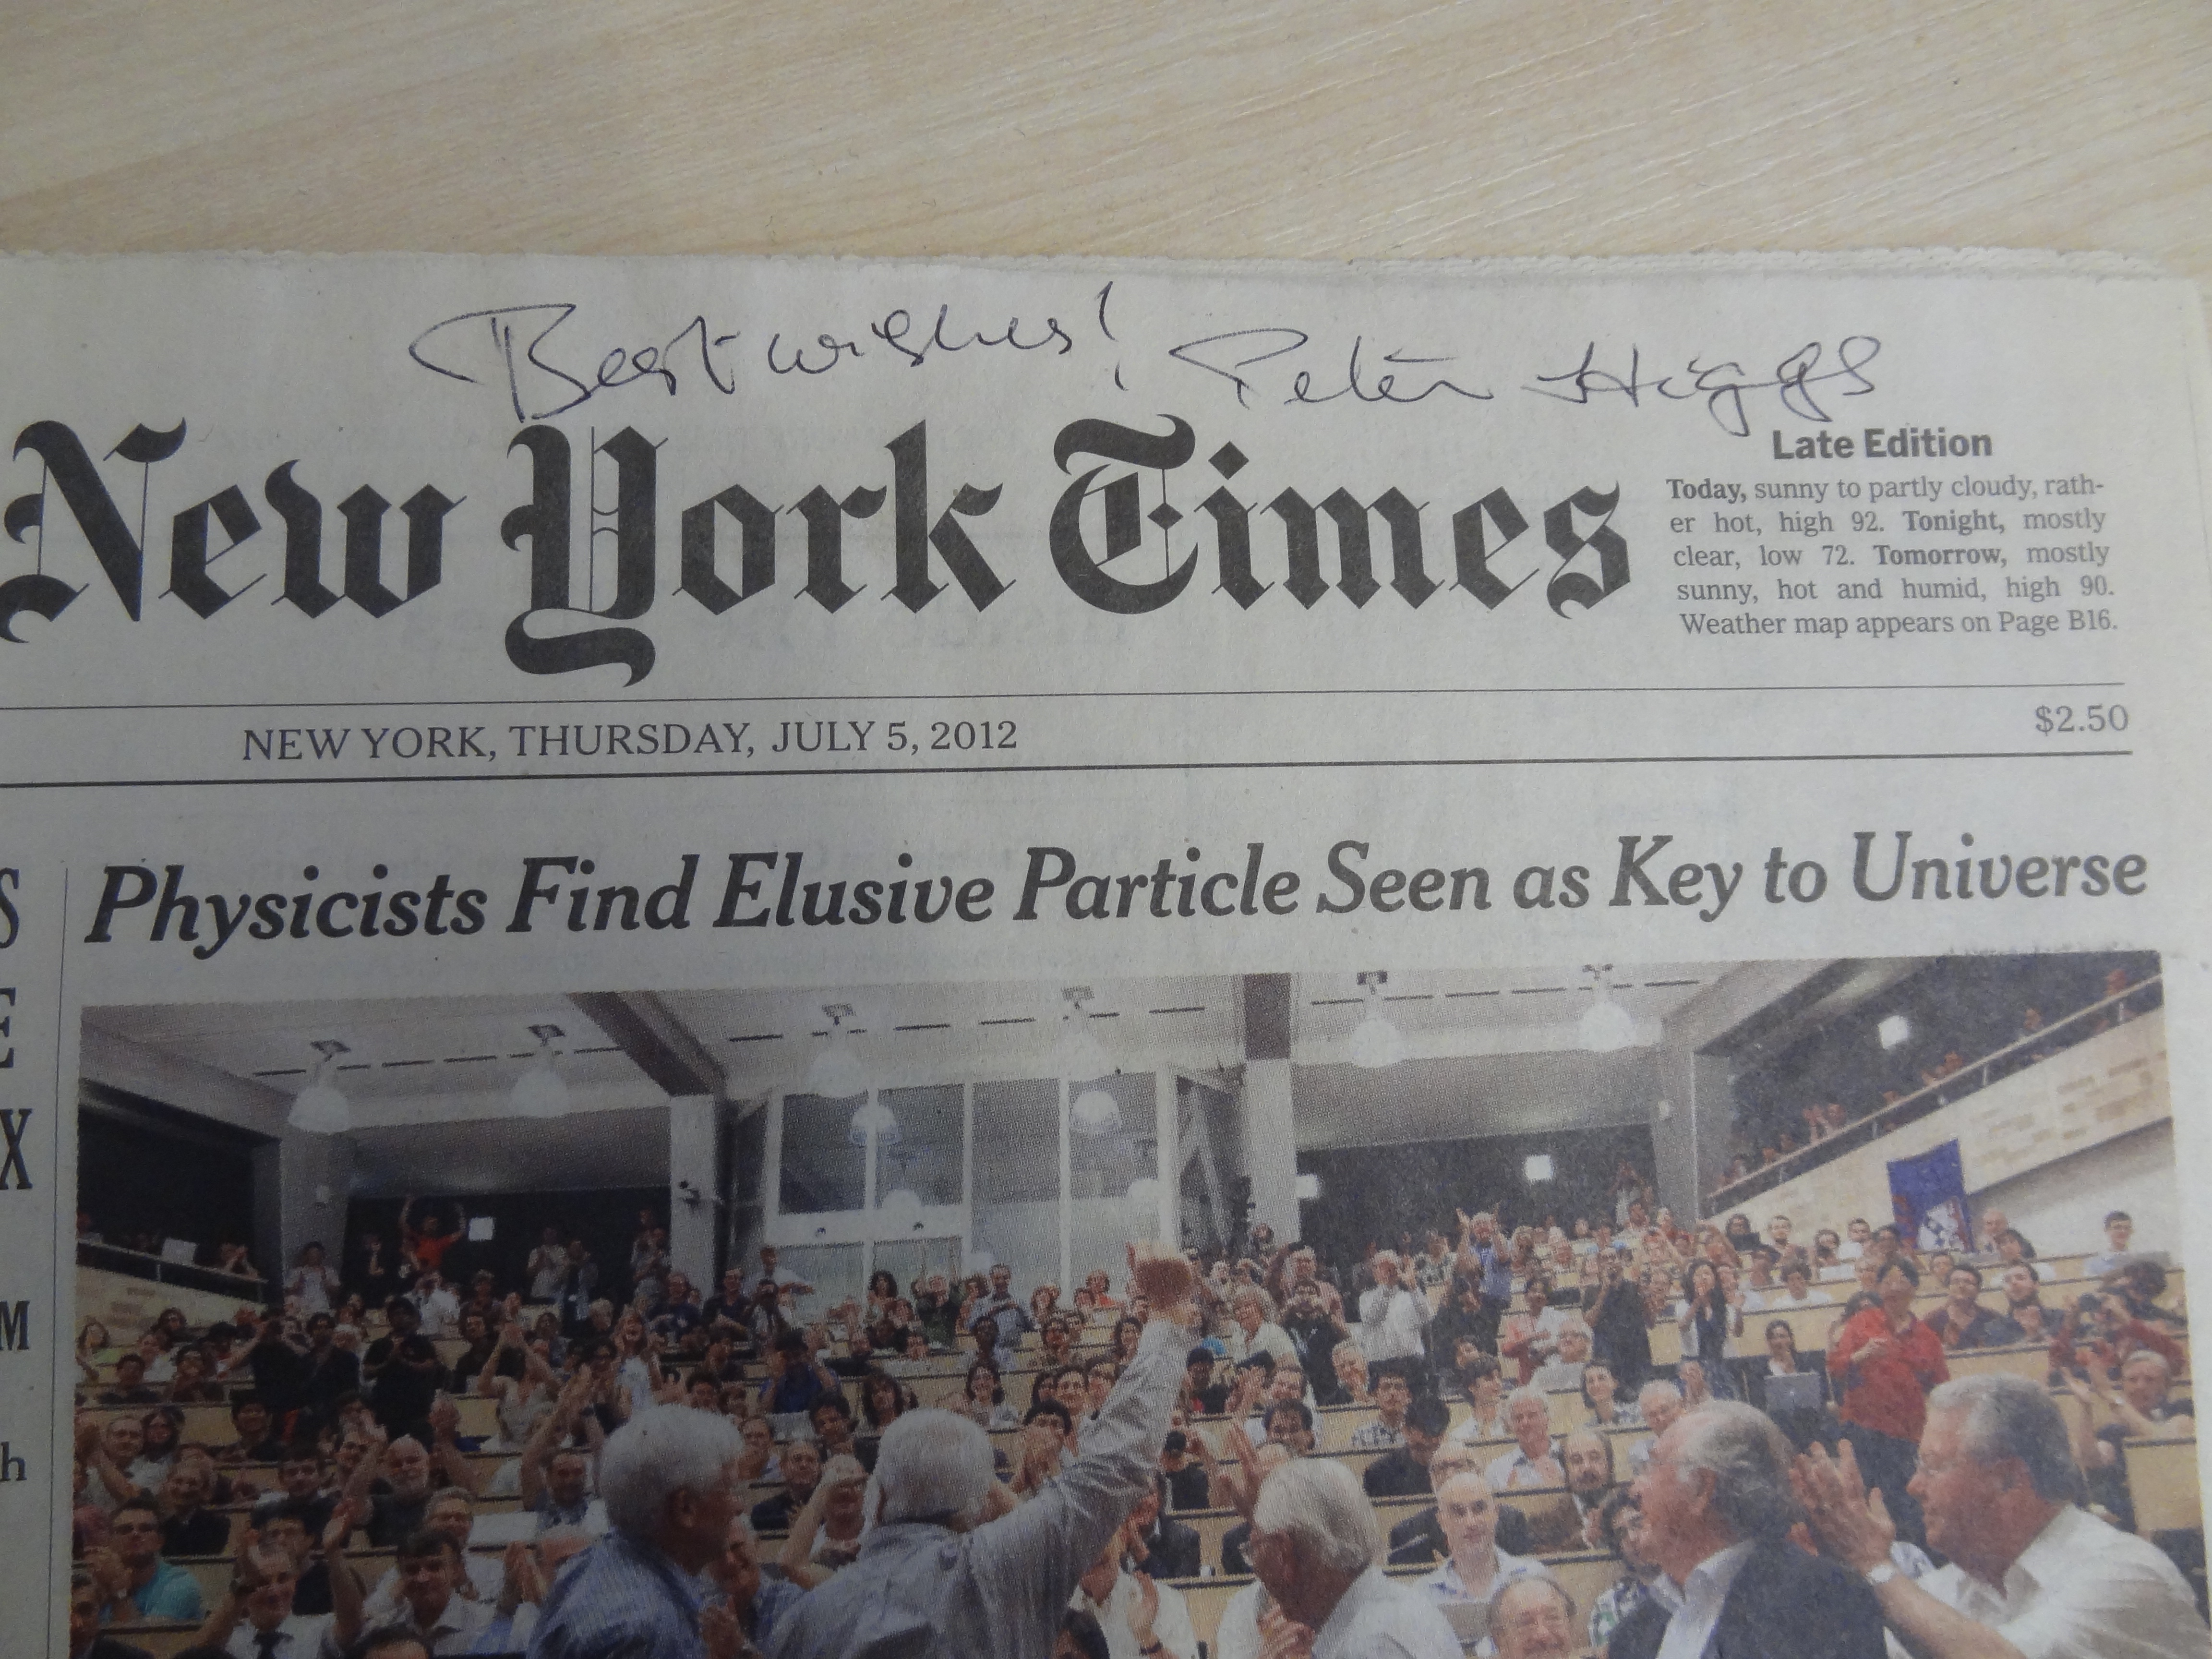 Best wishes! Peter Higgs
New York Times
Late Edition
Today, sunny to partly cloudy, rath-
er hot, high 92. Tonight, mostly
clear, low 72. Tomorrow, mostly
sunny, hot and humid, high 90.
Weather map appears on Page B16.
NEW YORK, THURSDAY, JULY 5, 2012
$2.50
Physicists Find Elusive Particle Seen as Key to Universe
S
E
X
M
h